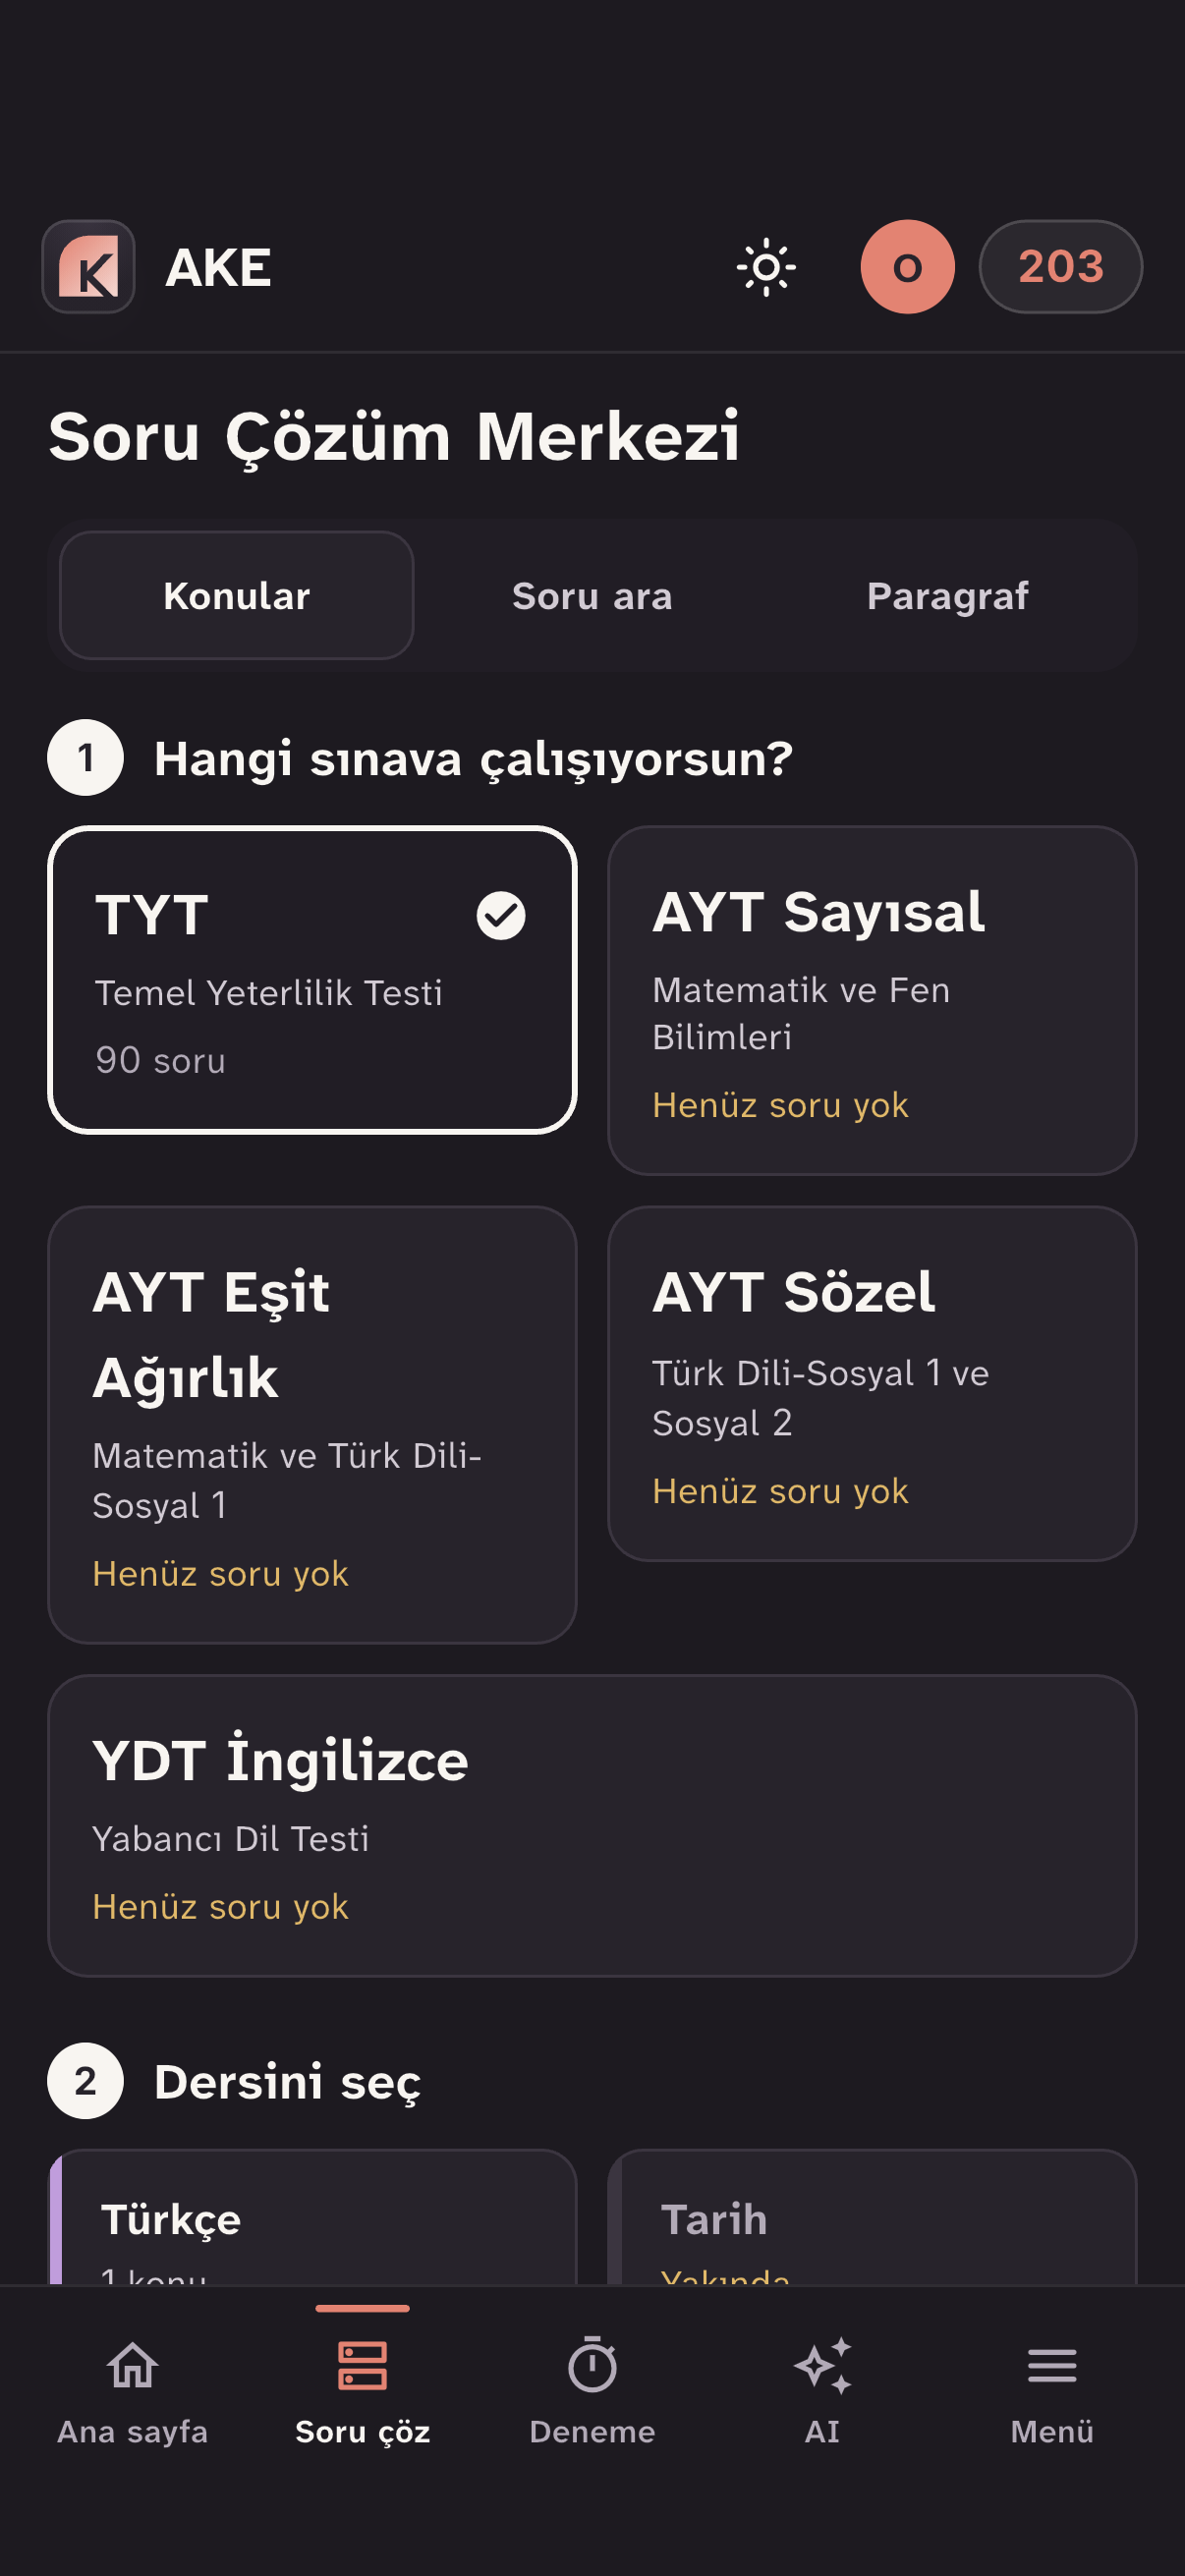 K
AKE
O
203
Soru Çözüm Merkezi
Konular
Soru ara
Paragraf
1
Hangi sınava çalışıyorsun?
TYT
Temel Yeterlilik Testi
90 soru
AYT Sayısal
Matematik ve Fen
Bilimleri
Henüz soru yok
AYT Eşit
Ağırlık
Matematik ve Türk Dili-
Sosyal 1
Henüz soru yok
AYT Sözel
Türk Dili-Sosyal 1 ve
Sosyal 2
Henüz soru yok
YDT İngilizce
Yabancı Dil Testi
Henüz soru yok
2
Dersini seç
Türkçe
1 konu
Tarih
Yakında
Ana sayfa
Soru çöz
Deneme
AI
Menü